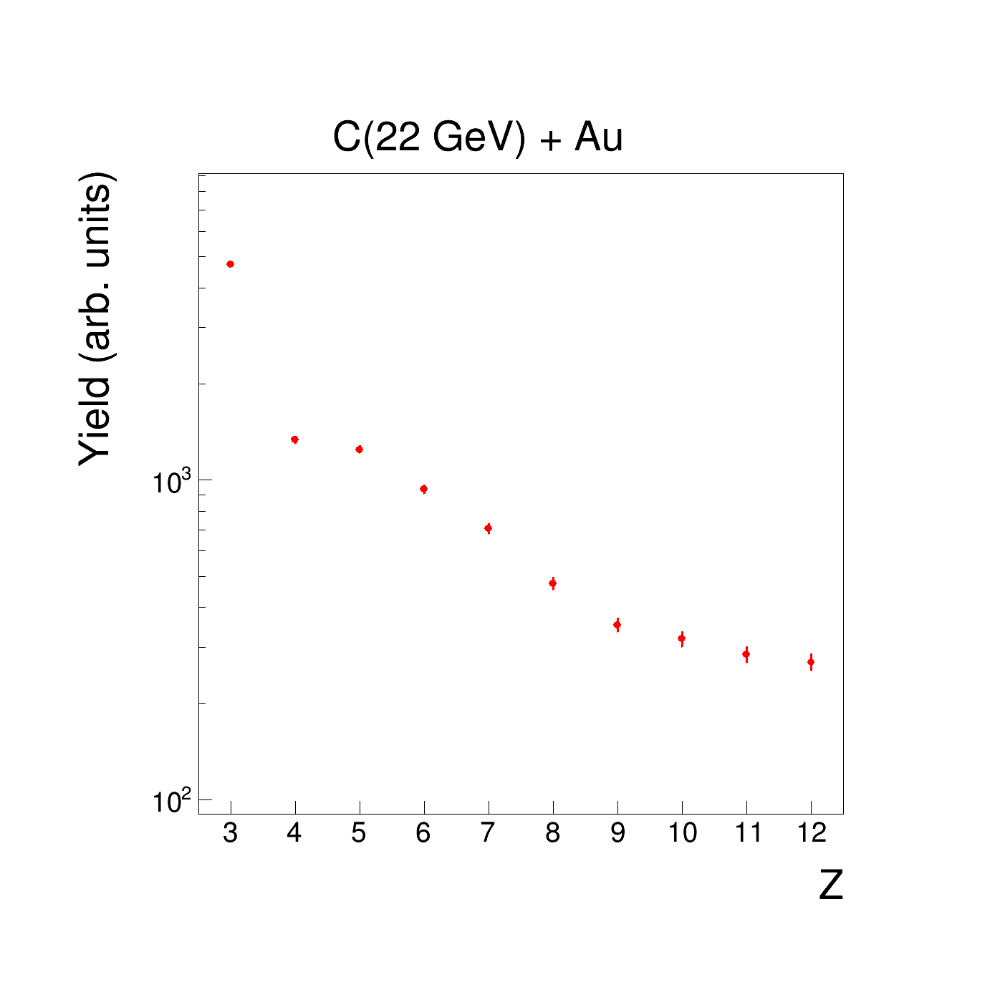 C(22 GeV) + Au
Yield (arb. units)
10³
10²
3 4 5 6 7 8 9 10 11 12
Z